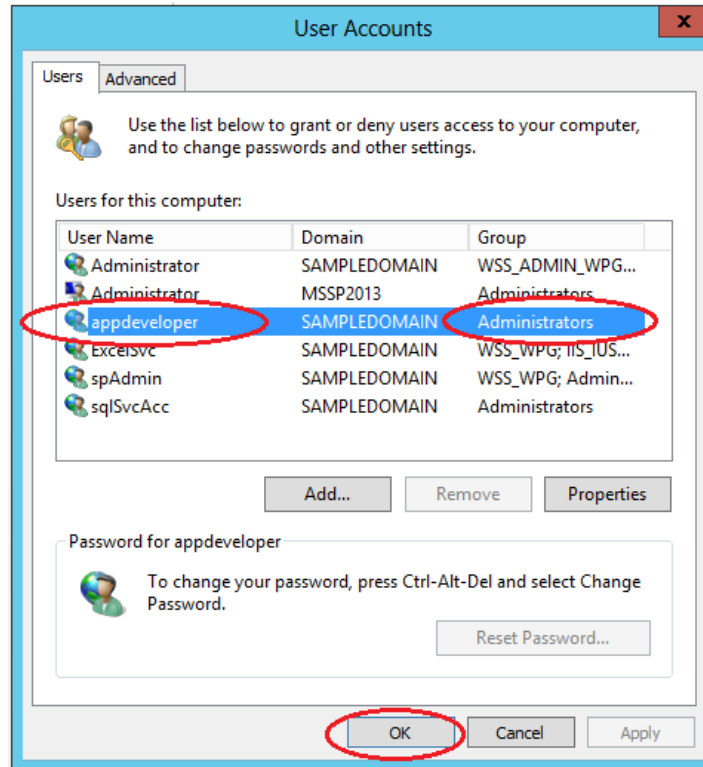 User Accounts
x
Users Advanced
Use the list below to grant or deny users access to your computer,
and to change passwords and other settings.
Users for this computer:
User Name Domain Group
Administrator SAMPLEDOMAIN WSS_ADMIN_WPG...
Administrator MSSP2013 Administrators
appdeveloper SAMPLEDOMAIN Administrators
ExcelSvc SAMPLEDOMAIN WSS_WPG; IIS_IUS...
spAdmin SAMPLEDOMAIN WSS_WPG; Admin...
sqlSvcAcc SAMPLEDOMAIN Administrators
Add... Remove Properties
Password for appdeveloper
To change your password, press Ctrl-Alt-Del and select Change
Password.
Reset Password...
OK Cancel Apply